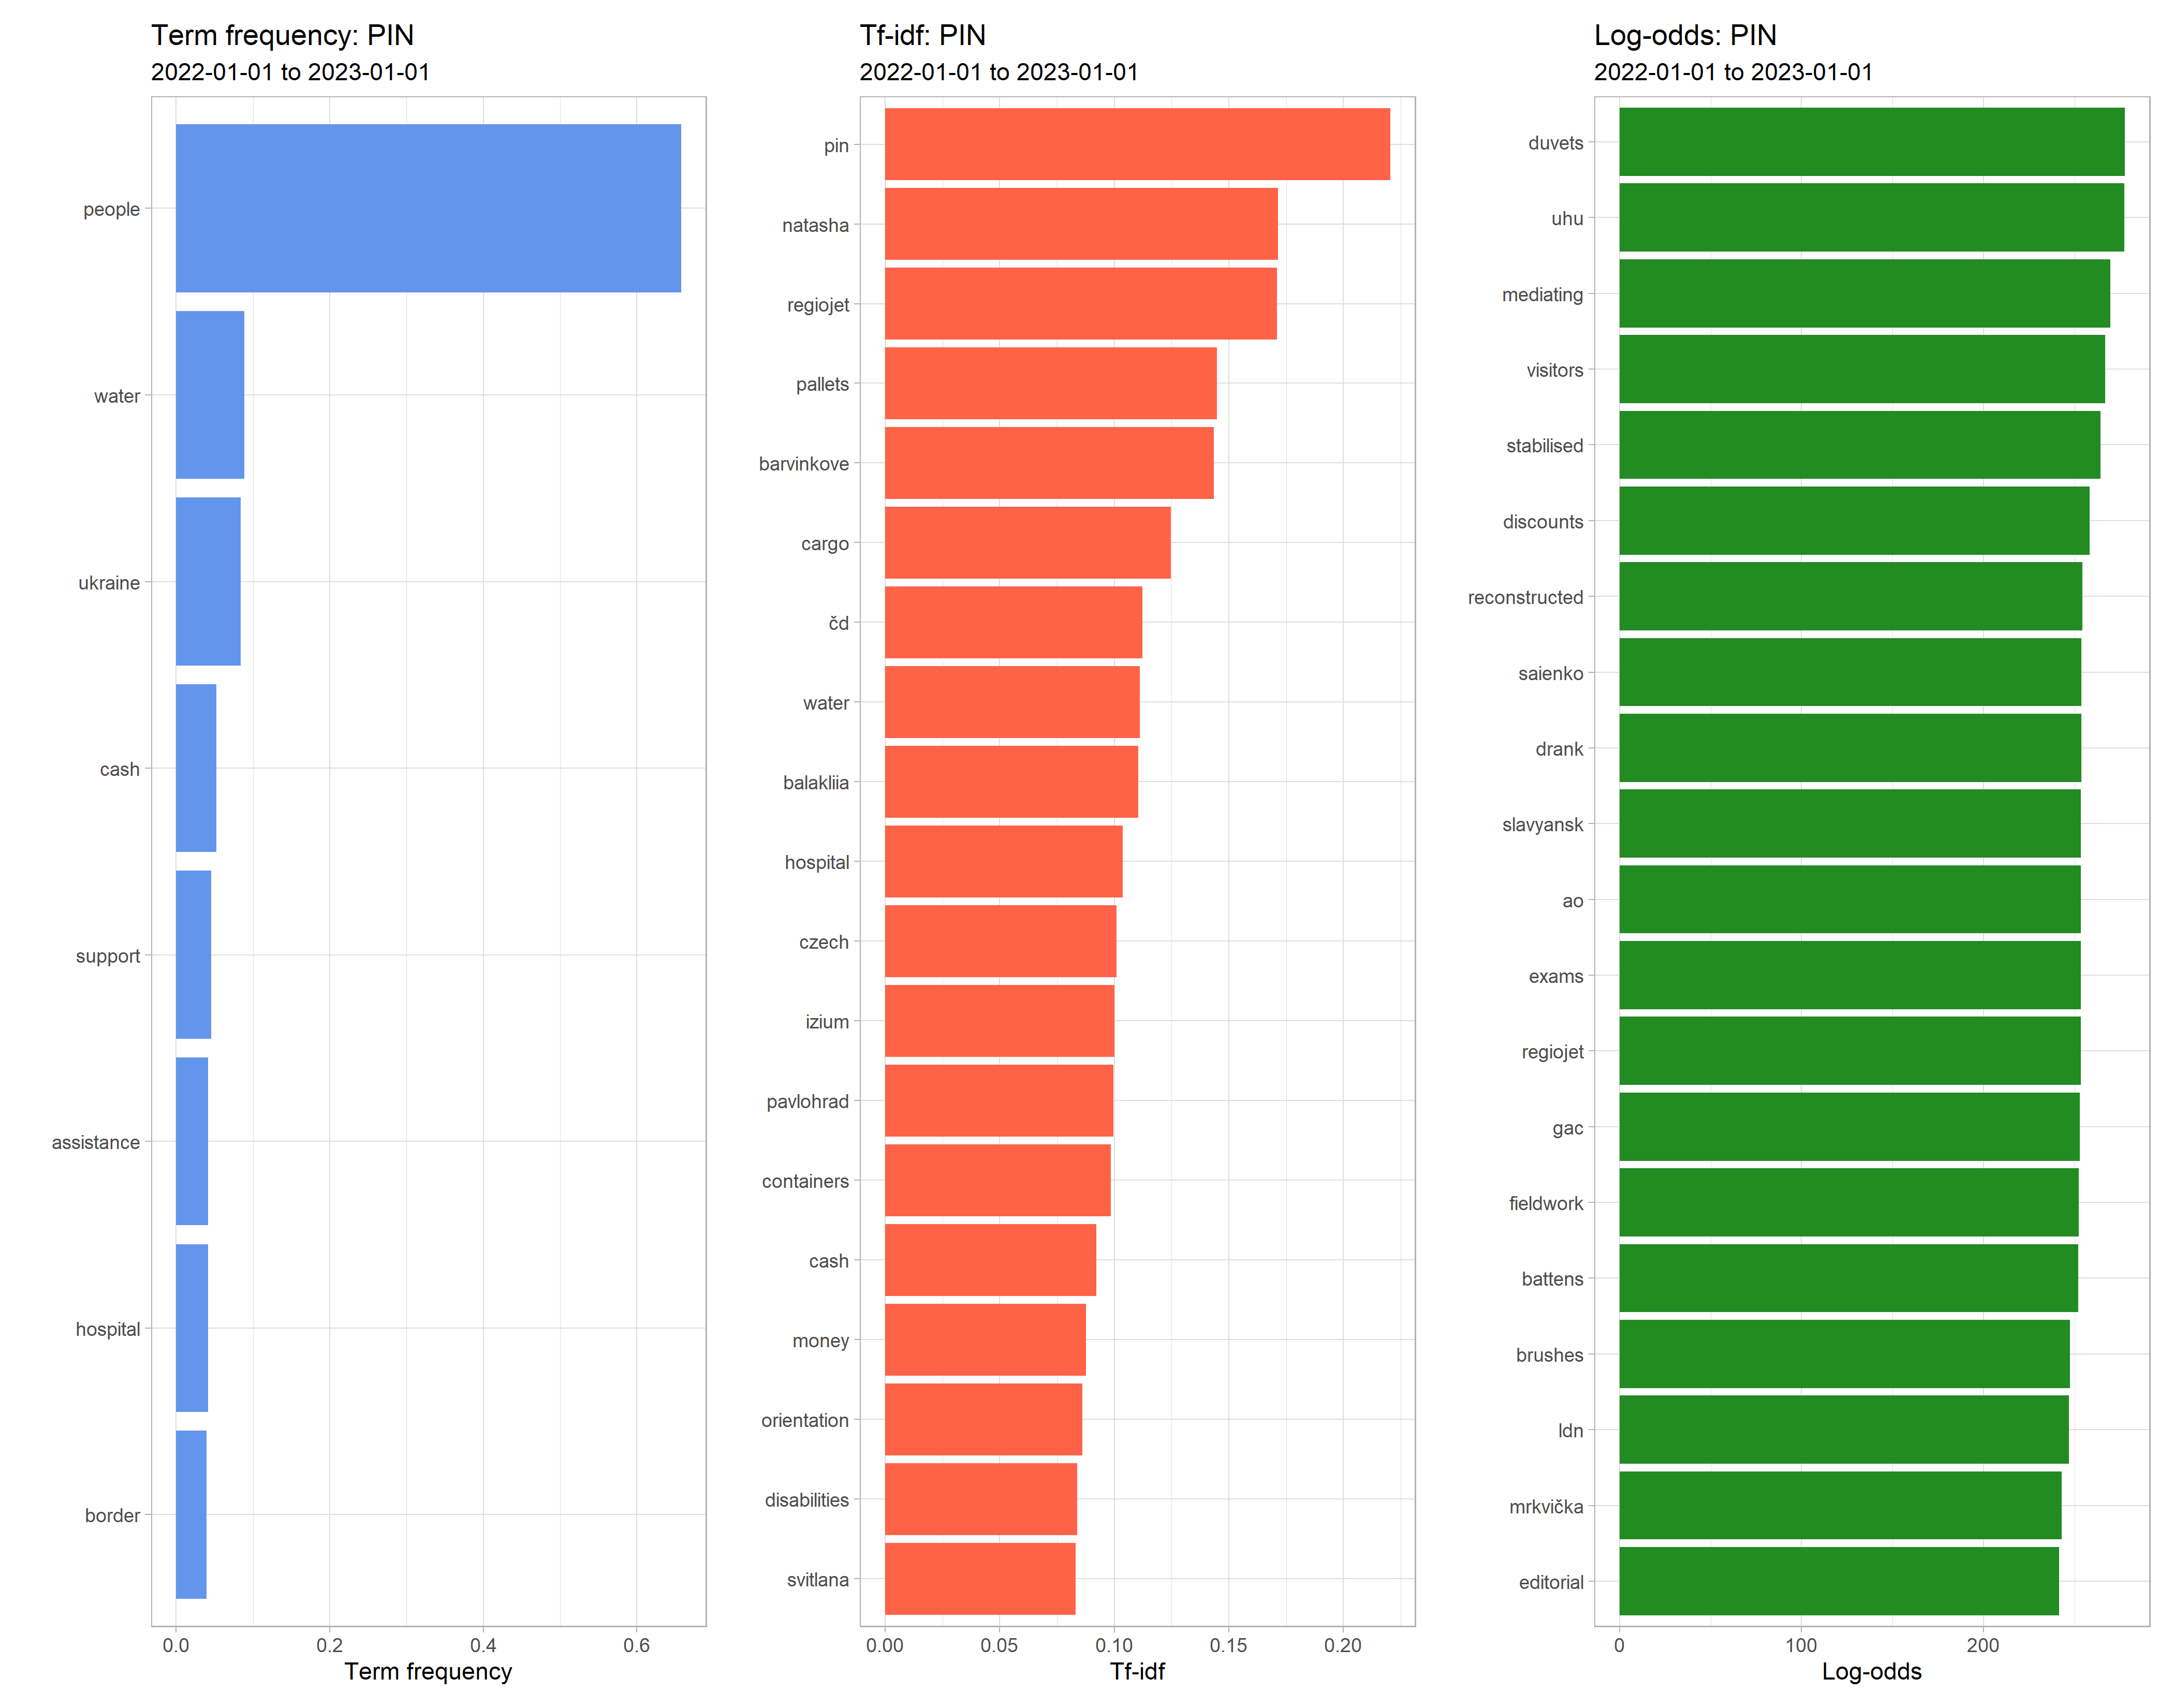 Term frequency: PIN
2022-01-01 to 2023-01-01
people
water
ukraine
cash
support
assistance
hospital
border
0.0 0.2 0.4 0.6
Term frequency
Tf-idf: PIN
2022-01-01 to 2023-01-01
pin
natasha
regiojet
pallets
barvinkove
cargo
čd
water
balakliia
hospital
czech
izium
pavlohrad
containers
cash
money
orientation
disabilities
svitlana
0.00 0.05 0.10 0.15 0.20
Tf-idf
Log-odds: PIN
2022-01-01 to 2023-01-01
duvets
uhu
mediating
visitors
stabilised
discounts
reconstructed
saienko
drank
slavyansk
ao
exams
regiojet
gac
fieldwork
battens
brushes
ldn
mrkvička
editorial
0 100 200
Log-odds